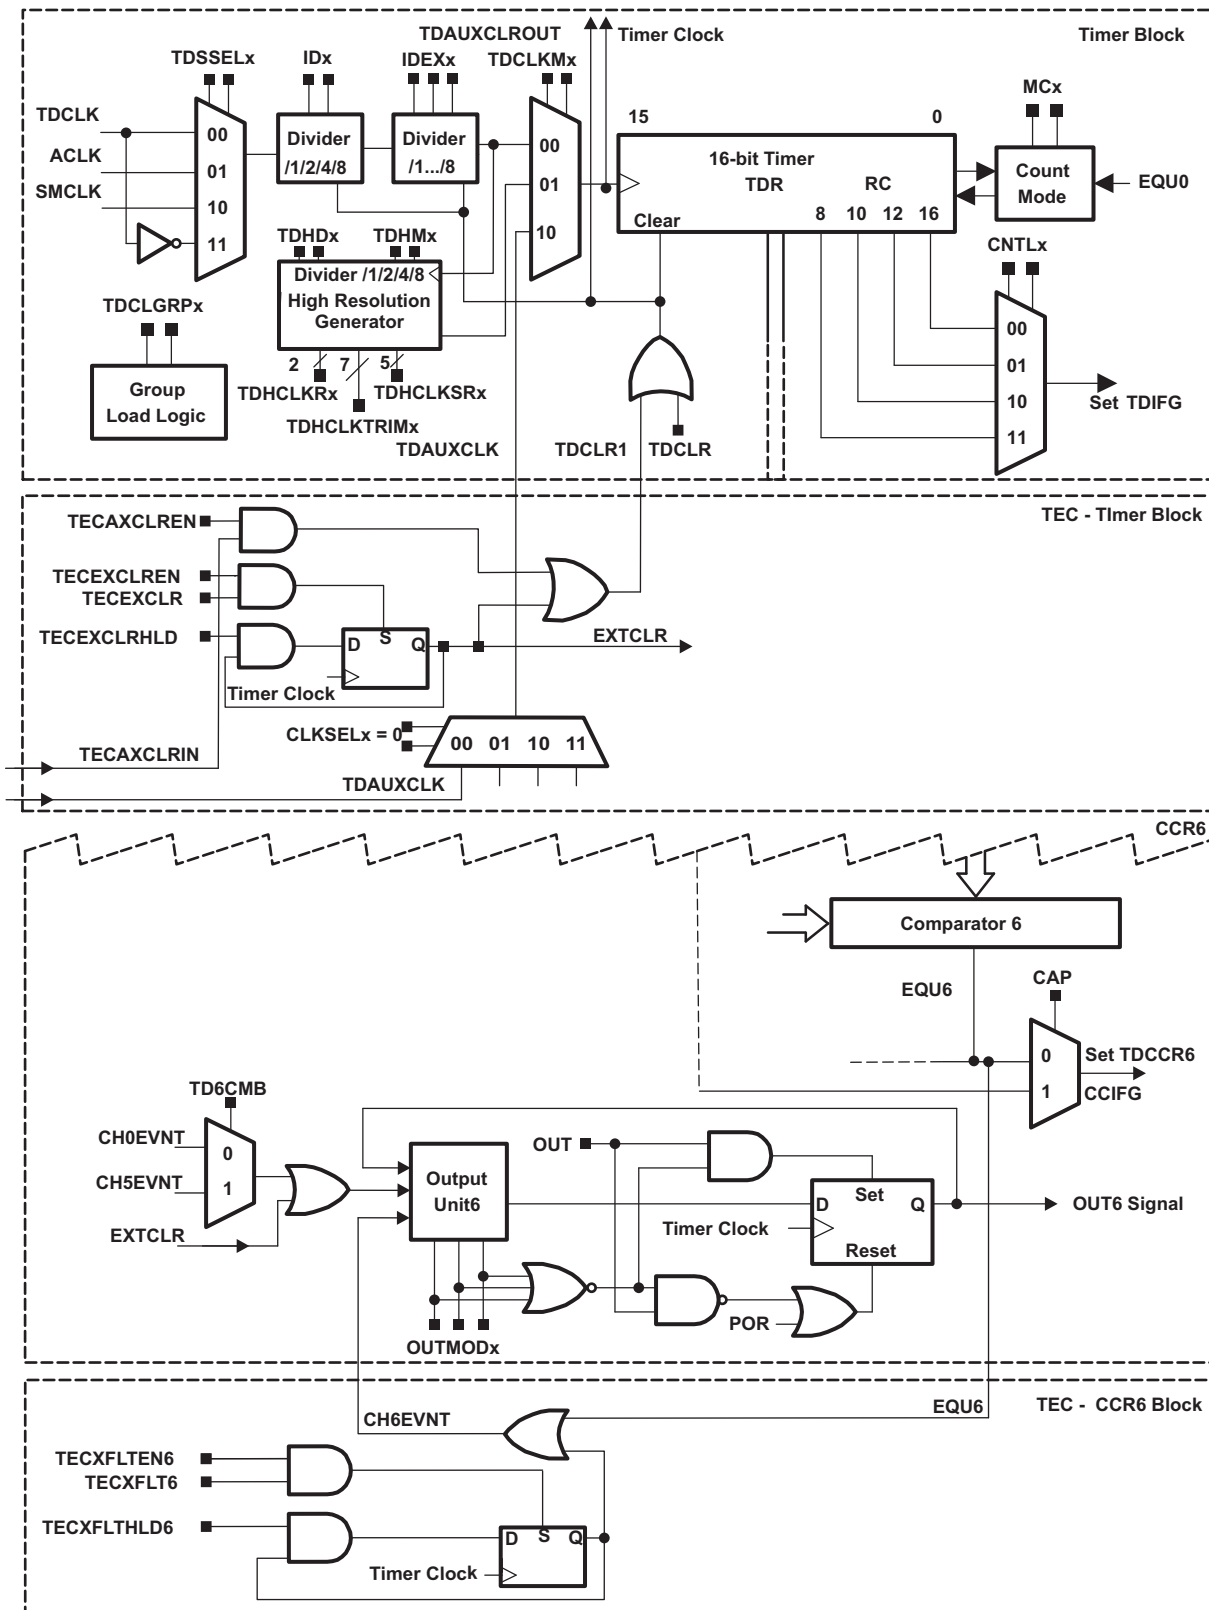 TDAUXCLROUT
Timer Clock
Timer Block
TDSSELx
IDx
IDEXx
TDCLKMx
MCx
TDCLK
ACLK
SMCLK
00
01
10
11
Divider
/1/2/4/8
Divider
/1.../8
00
01
10
15
0
16-bit Timer
TDR
RC
8
10
12
16
Clear
Count
Mode
EQU0
TDHDx
TDHMx
Divider /1/2/4/8
High Resolution
Generator
2
7
5
TDHCLKRx
TDHCLKSRx
TDHCLKTRIMx
TDCLGRPx
Group
Load Logic
CNTLx
00
01
10
11
Set TDIFG
TDAUXCLK
TDCLR1
TDCLR
TEC - TImer Block
TECAXCLREN
TECEXCLREN
TECEXCLR
TECEXCLRHLD
D
S
Q
EXTCLR
Timer Clock
CLKSELx = 0
00
01
10
11
TECAXCLRIN
TDAUXCLK
CCR6
Comparator 6
EQU6
CAP
0
1
Set TDCCR6
CCIFG
TD6CMB
CH0EVNT
0
CH5EVNT
1
EXTCLR
Output
Unit6
OUT
D
Set
Q
Timer Clock
Reset
OUT6 Signal
POR
OUTMODx
TEC - CCR6 Block
CH6EVNT
EQU6
TECXFLTEN6
TECXFLT6
TECXFLTHLD6
D
S
Q
Timer Clock